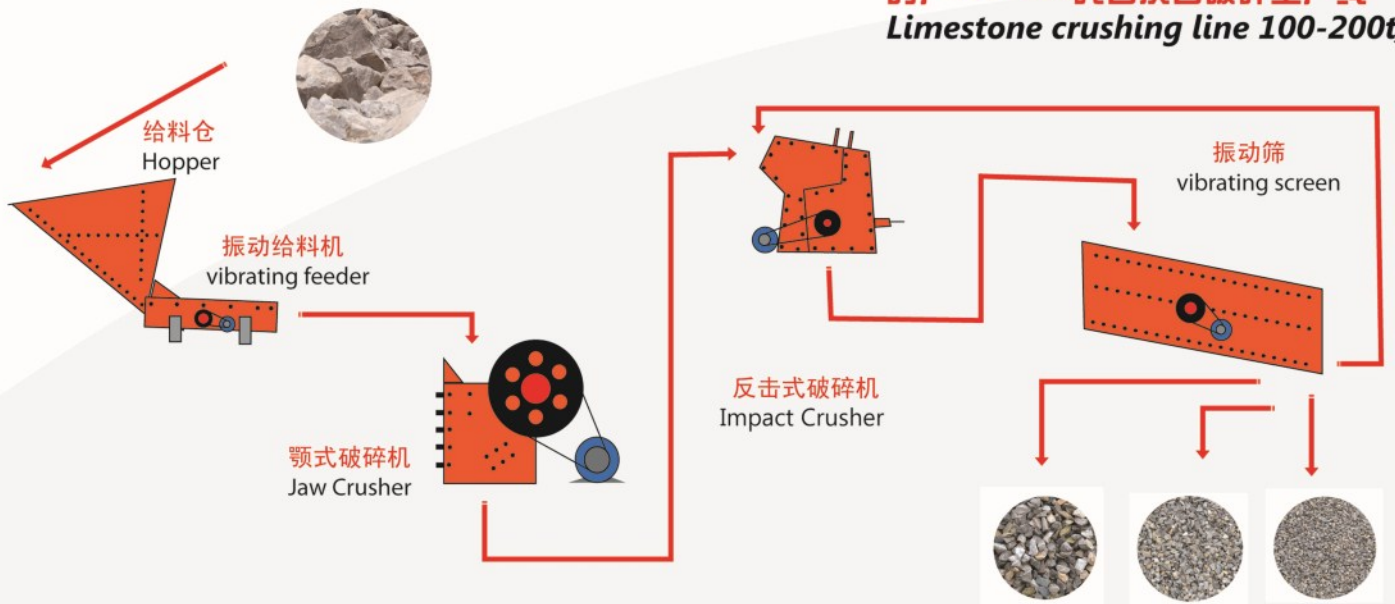 Limestone crushing line 100-200t
给料仓
Hopper
振动给料机
vibrating feeder
颚式破碎机
Jaw Crusher
反击式破碎机
Impact Crusher
振动筛
vibrating screen